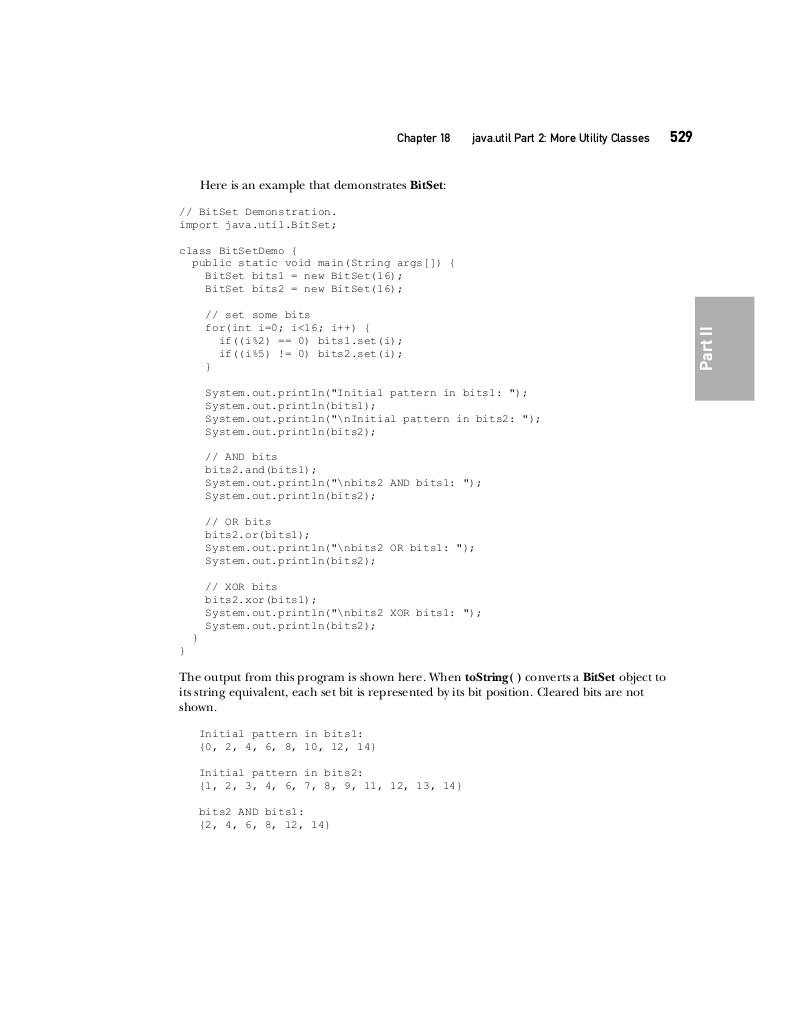 Chapter 18 java.util Part 2: More Utility Classes 529
Here is an example that demonstrates BitSet:
// BitSet Demonstration.
import java.util.BitSet;
class BitSetDemo {
public static void main(String args[]) {
BitSet bits1 = new BitSet(16);
BitSet bits2 = new BitSet(16);
// set some bits
for(int i=0; i<16; i++) {
if((i%2) == 0) bits1.set(i);
if((i%5) != 0) bits2.set(i);
}
System.out.println("Initial pattern in bits1: ");
System.out.println(bits1);
System.out.println("\nInitial pattern in bits2: ");
System.out.println(bits2);
// AND bits
bits2.and(bits1);
System.out.println("\nbits2 AND bits1: ");
System.out.println(bits2);
// OR bits
bits2.or(bits1);
System.out.println("\nbits2 OR bits1: ");
System.out.println(bits2);
// XOR bits
bits2.xor(bits1);
System.out.println("\nbits2 XOR bits1: ");
System.out.println(bits2);
}
}
The output from this program is shown here. When toString( ) converts a BitSet object to
its string equivalent, each set bit is represented by its bit position. Cleared bits are not
shown.
Initial pattern in bits1:
{0, 2, 4, 6, 8, 10, 12, 14}
Initial pattern in bits2:
{1, 2, 3, 4, 6, 7, 8, 9, 11, 12, 13, 14}
bits2 AND bits1:
{2, 4, 6, 8, 12, 14}
Part II